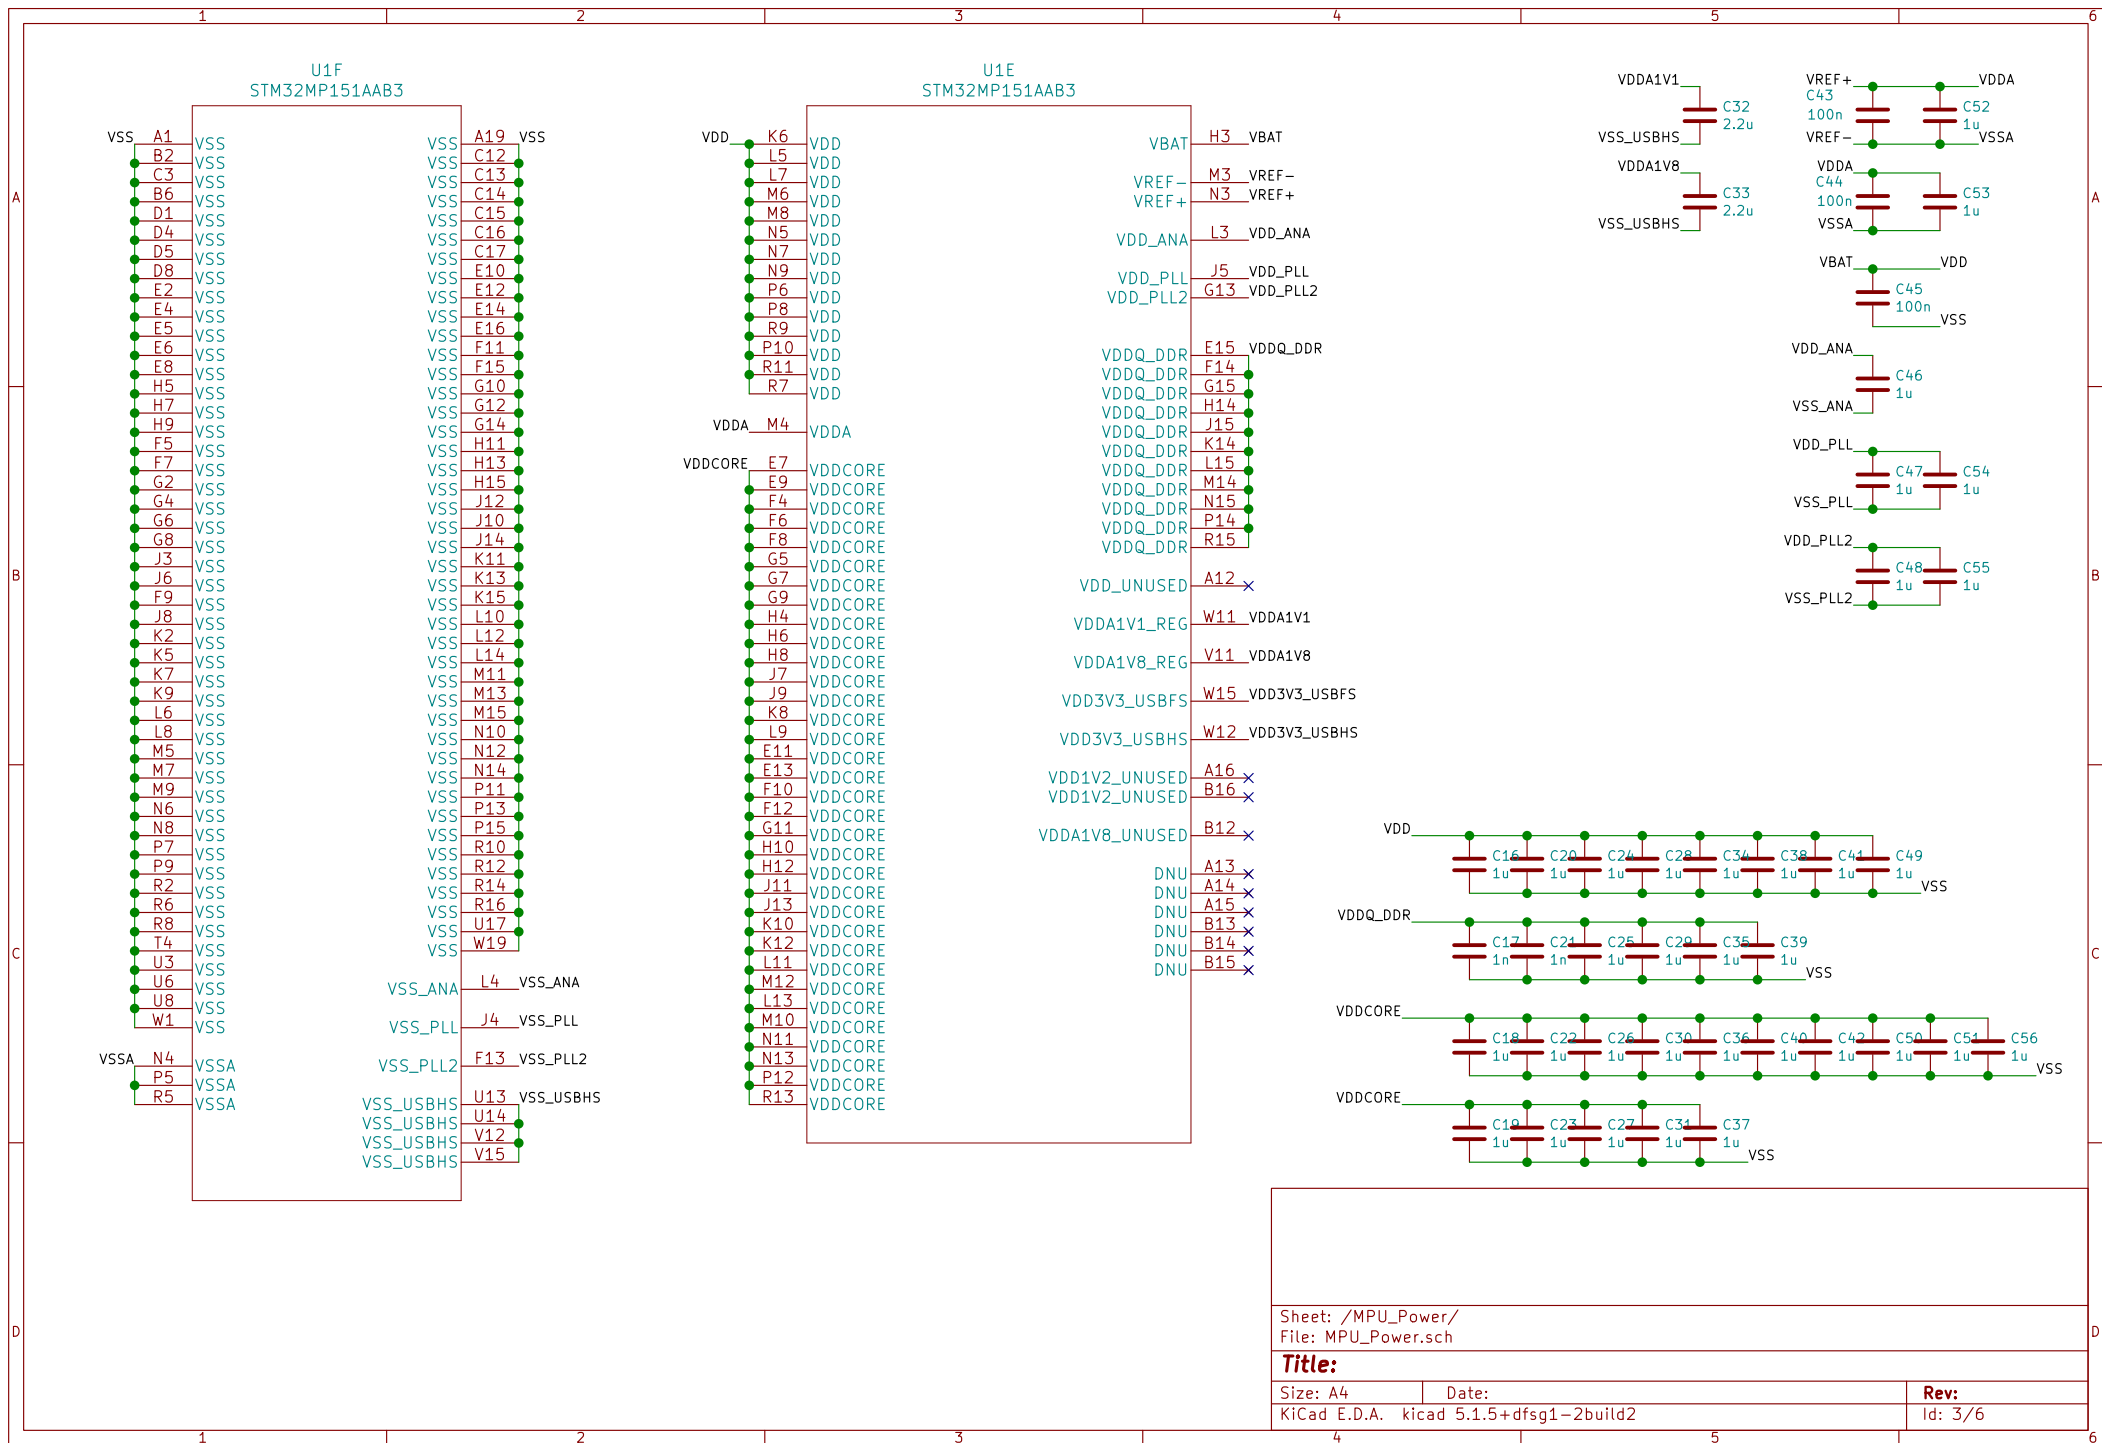 1 2 3 4 5 6
U1F
STM32MP151AAB3
VSS A1 VSS VSS A19 VSS
B2 VSS VSS C12
C3 VSS VSS C13
B6 VSS VSS C14
D1 VSS VSS C15
D4 VSS VSS C16
D5 VSS VSS C17
D8 VSS VSS E10
E2 VSS VSS E12
E4 VSS VSS E14
E5 VSS VSS E16
E6 VSS VSS F11
E8 VSS VSS F15
H5 VSS VSS G10
H7 VSS VSS G12
H9 VSS VSS G14
F5 VSS VSS H11
F7 VSS VSS H13
G2 VSS VSS H15
G4 VSS VSS J12
G6 VSS VSS J10
G8 VSS VSS J14
J3 VSS VSS K11
J6 VSS VSS K13
F9 VSS VSS K15
J8 VSS VSS L10
K2 VSS VSS L12
K5 VSS VSS L14
K7 VSS VSS M11
K9 VSS VSS M13
L6 VSS VSS M15
L8 VSS VSS N10
M5 VSS VSS N12
M7 VSS VSS N14
M9 VSS VSS P11
N6 VSS VSS P13
N8 VSS VSS P15
P7 VSS VSS R10
P9 VSS VSS R12
R2 VSS VSS R14
R6 VSS VSS R16
R8 VSS VSS U17
T4 VSS VSS W19
U3 VSS
U6 VSS VSS_ANA L4 VSS_ANA
U8 VSS
W1 VSS VSS_PLL J4 VSS_PLL
VSSA N4 VSSA VSS_PLL2 F13 VSS_PLL2
P5 VSSA
R5 VSSA VSS_USBHS U13 VSS_USBHS
VSS_USBHS U14
VSS_USBHS V12
VSS_USBHS V15
U1E
STM32MP151AAB3
VDD K6 VDD VBAT H3 VBAT
L5 VDD
L7 VDD VREF- M3 VREF-
M6 VDD VREF+ N3 VREF+
M8 VDD
N5 VDD VDD_ANA L3 VDD_ANA
N7 VDD
N9 VDD VDD_PLL J5 VDD_PLL
P6 VDD VDD_PLL2 G13 VDD_PLL2
P8 VDD
R9 VDD
P10 VDD VDDQ_DDR E15 VDDQ_DDR
R11 VDD VDDQ_DDR F14
R7 VDD VDDQ_DDR G15
VDDQ_DDR H14
VDDA M4 VDDA VDDQ_DDR J15
VDDQ_DDR K14
VDDCORE E7 VDDCORE VDDQ_DDR L15
E9 VDDCORE VDDQ_DDR M14
F4 VDDCORE VDDQ_DDR N15
F6 VDDCORE VDDQ_DDR P14
F8 VDDCORE VDDQ_DDR R15
G5 VDDCORE
G7 VDDCORE VDD_UNUSED A12
G9 VDDCORE
H4 VDDCORE VDDA1V1_REG W11 VDDA1V1
H6 VDDCORE
H8 VDDCORE VDDA1V8_REG V11 VDDA1V8
J7 VDDCORE
J9 VDDCORE VDD3V3_USBFS W15 VDD3V3_USBFS
K8 VDDCORE
L9 VDDCORE VDD3V3_USBHS W12 VDD3V3_USBHS
E11 VDDCORE
E13 VDDCORE VDD1V2_UNUSED A16
F10 VDDCORE VDD1V2_UNUSED B16
F12 VDDCORE
G11 VDDCORE VDDA1V8_UNUSED B12
H10 VDDCORE
H12 VDDCORE DNU A13
J11 VDDCORE DNU A14
J13 VDDCORE DNU A15
K10 VDDCORE DNU B13
K12 VDDCORE DNU B14
L11 VDDCORE DNU B15
M12 VDDCORE
L13 VDDCORE
M10 VDDCORE
N11 VDDCORE
N13 VDDCORE
P12 VDDCORE
R13 VDDCORE
VDDA1V1
C32
2.2u
VSS_USBHS
VDDA1V8
C33
2.2u
VSS_USBHS
VREF+ VDDA
C43 C52
100n 1u
VREF- VSSA
VDDA
C44 C53
100n 1u
VSSA
VBAT VDD
C45
100n
VSS
VDD_ANA
C46
1u
VSS_ANA
VDD_PLL
C47 C54
1u 1u
VSS_PLL
VDD_PLL2
C48 C55
1u 1u
VSS_PLL2
VDD
C16 C20 C24 C28 C34 C38 C41 C49
1u 1u 1u 1u 1u 1u 1u 1u
VSS
VDDQ_DDR
C17 C21 C25 C29 C35 C39
1n 1n 1u 1u 1u 1u
VSS
VDDCORE
C18 C22 C26 C30 C36 C40 C42 C50 C51 C56
1u 1u 1u 1u 1u 1u 1u 1u 1u 1u
VSS
VDDCORE
C19 C23 C27 C31 C37
1u 1u 1u 1u 1u
VSS
A A
B B
C C
D D
Sheet: /MPU_Power/
File: MPU_Power.sch
Title:
Size: A4 Date: Rev:
KiCad E.D.A. kicad 5.1.5+dfsg1-2build2 Id: 3/6
1 2 3 4 5 6